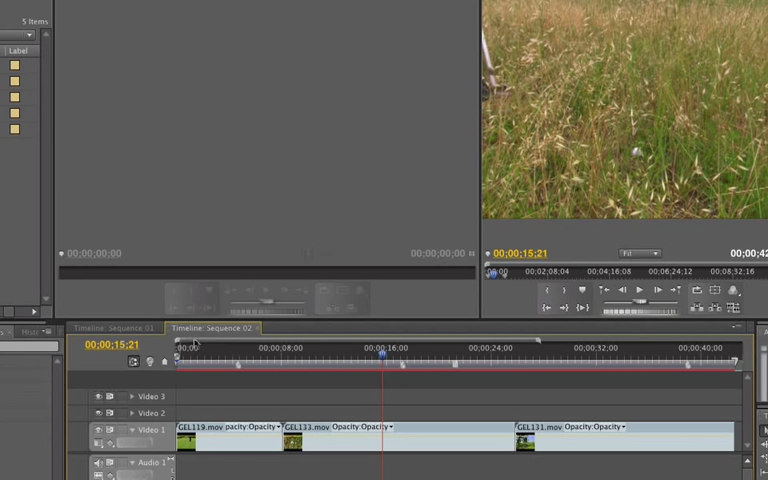 5 Items
Label
00;00;00;00
00;00;00;00
00;00;15;21
Fit
00;00
00;02;08;04
00;04;16;08
00;06;24;12
00;08;32;16
Timeline: Sequence 01
Timeline: Sequence 02
00;00;15;21
00;00
00;00;08;00
00;00;16;00
00;00;24;00
00;00;32;00
00;00;40;00
Video 3
Video 2
Video 1
GEL119.mov pacity:Opacity
GEL133.mov Opacity:Opacity
GEL131.mov Opacity:Opacity
Audio 1